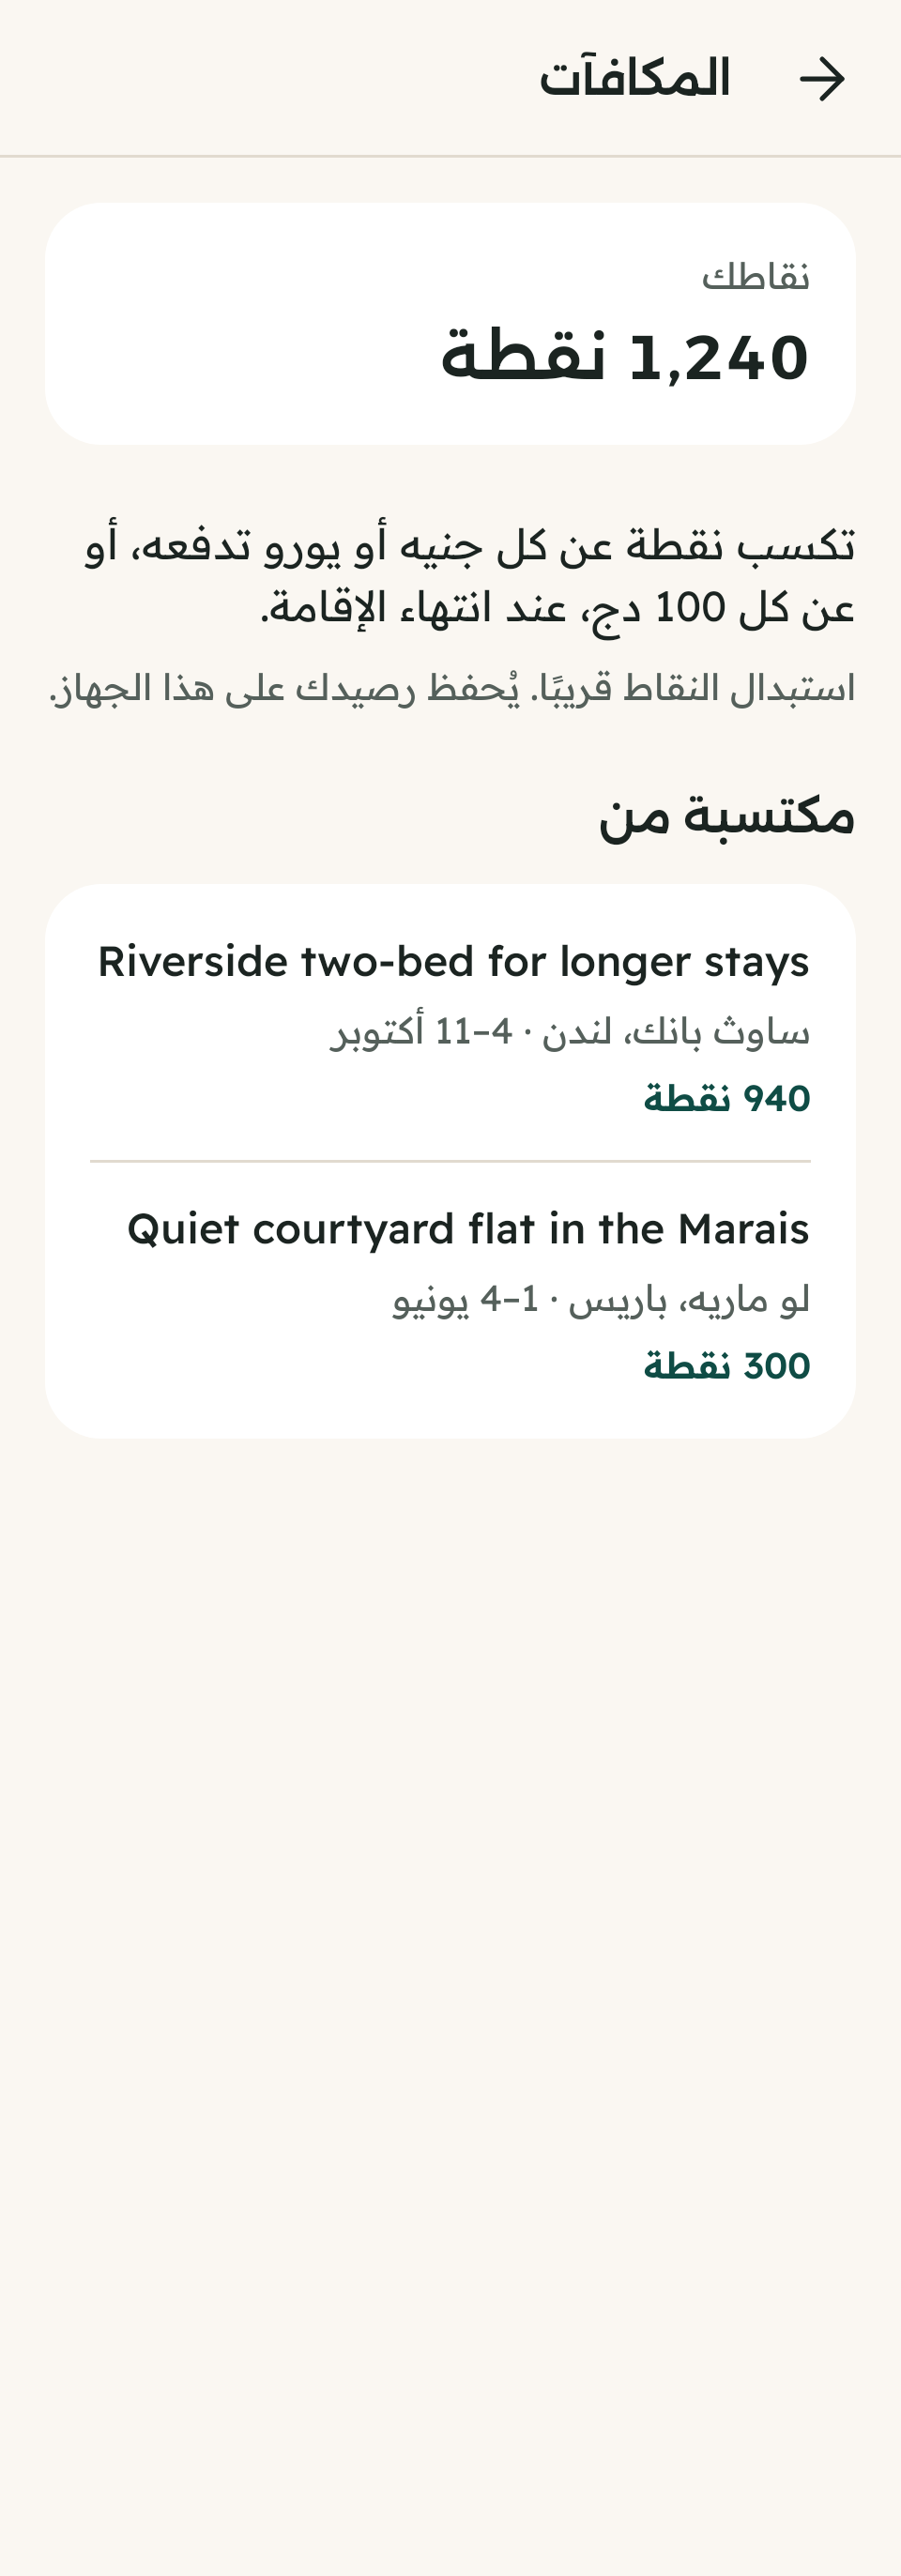 المكافآت
نقاطك
1,240 نقطة
تكسب نقطة عن كل جنيه أو يورو تدفعه، أو
عن كل 100 دج، عند انتهاء الإقامة.
استبدال النقاط قريبًا. يُحفظ رصيدك على هذا الجهاز.
مكتسبة من
Riverside two-bed for longer stays
ساوث بانك، لندن · 4–11 أكتوبر
940 نقطة
Quiet courtyard flat in the Marais
لو ماريه، باريس · 1–4 يونيو
300 نقطة